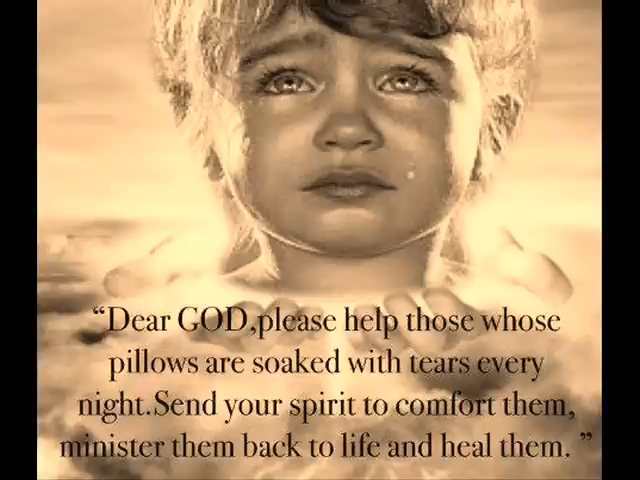 “Dear GOD,please help those whose
pillows are soaked with tears every
night.Send your spirit to comfort them,
minister them back to life and heal them. ”